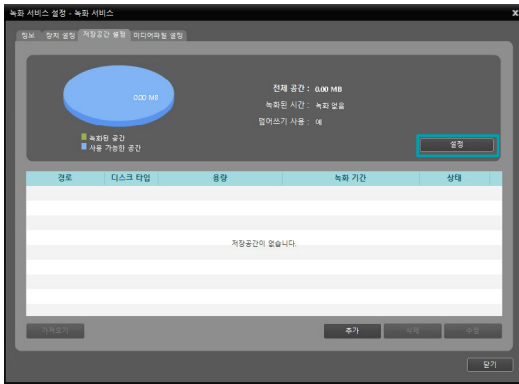 녹화 서비스 설정 - 녹화 서비스 x
정보 장치 설정 저장공간 설정 미디어파일 설정
0.00 MB
전체 공간 : 0.00 MB
녹화된 시간 : 녹화 없음
덮어쓰기 사용 : 예
녹화된 공간
사용 가능한 공간
설정
경로 디스크 타입 용량 녹화 기간 상태
저장공간이 없습니다.
가져오기 추가 삭제 수정
닫기